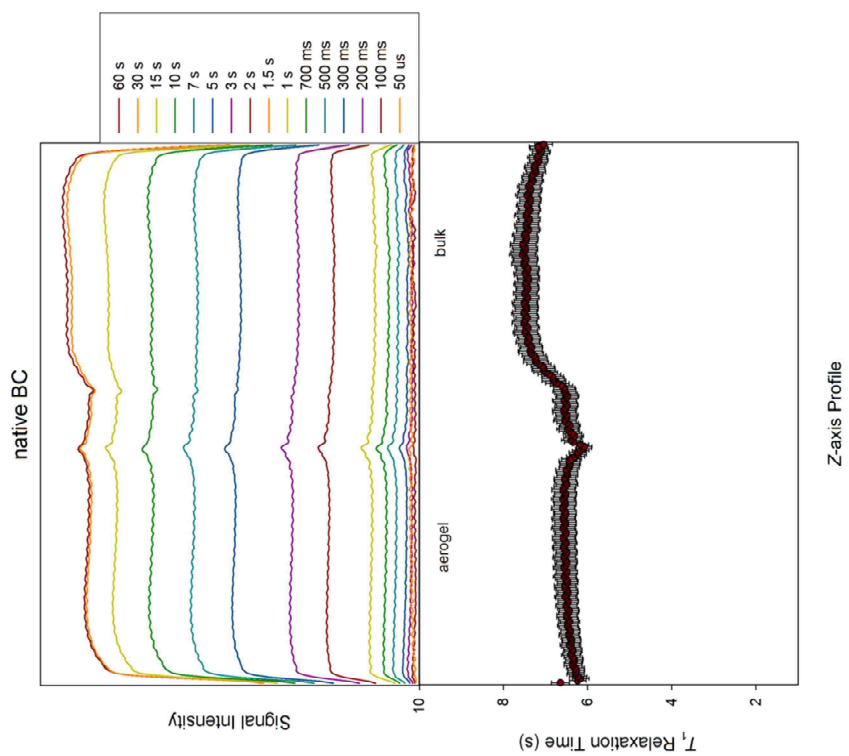 native BC
60 s
30 s
15 s
10 s
7 s
5 s
3 s
2 s
1.5 s
1 s
700 ms
500 ms
300 ms
200 ms
100 ms
50 us
Signal Intensity
aerogel
bulk
10
8
6
4
2
T1 Relaxation Time (s)
Z-axis Profile